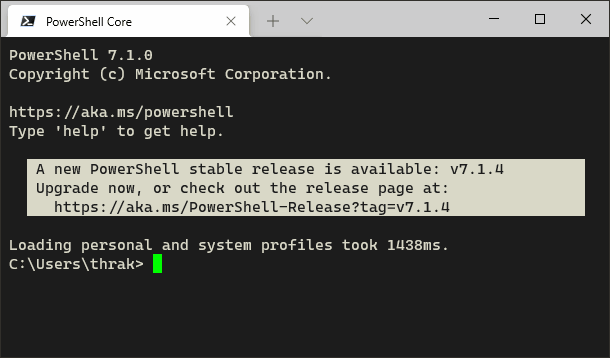 PowerShell Core
PowerShell 7.1.0
Copyright (c) Microsoft Corporation.
https://aka.ms/powershell
Type 'help' to get help.
A new PowerShell stable release is available: v7.1.4
Upgrade now, or check out the release page at:
https://aka.ms/PowerShell-Release?tag=v7.1.4
Loading personal and system profiles took 1438ms.
C:\Users\thrak>